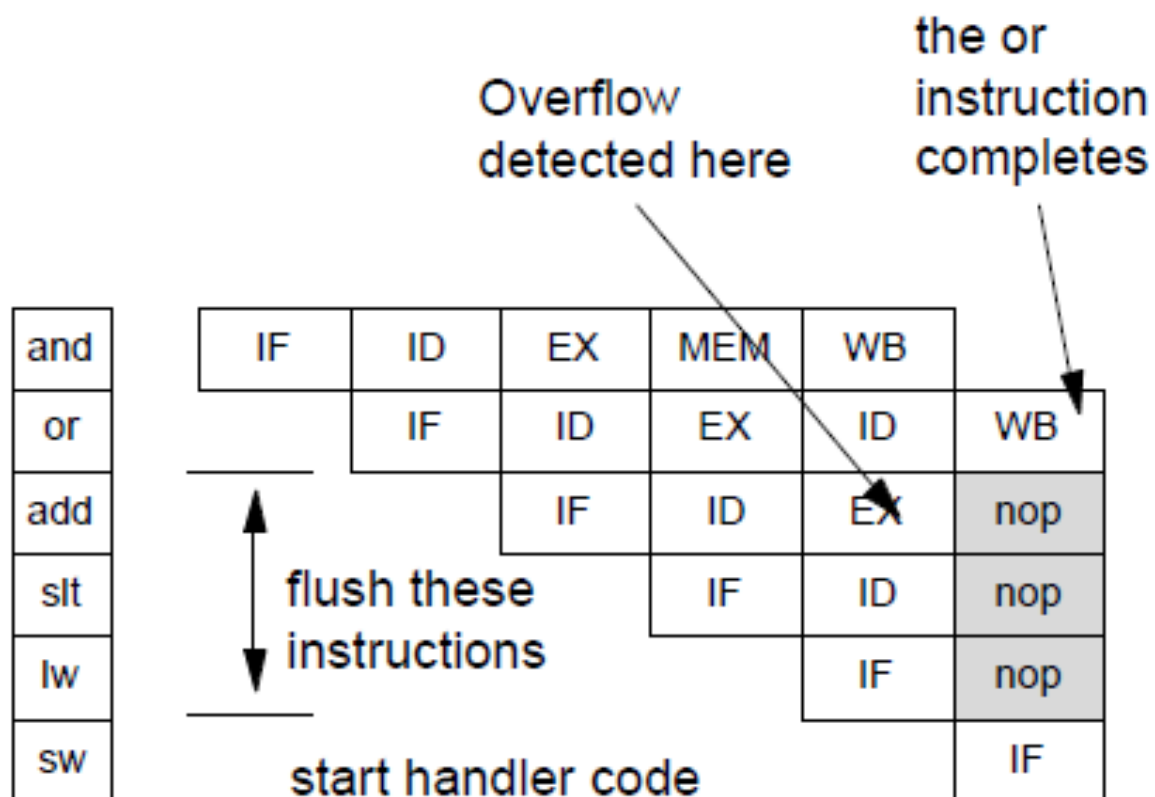 the or
instruction
completes
Overflow
detected here
and IF ID EX MEM WB
or IF ID EX ID WB
add IF ID EX nop
slt IF ID nop
lw IF nop
sw IF
flush these
instructions
start handler code